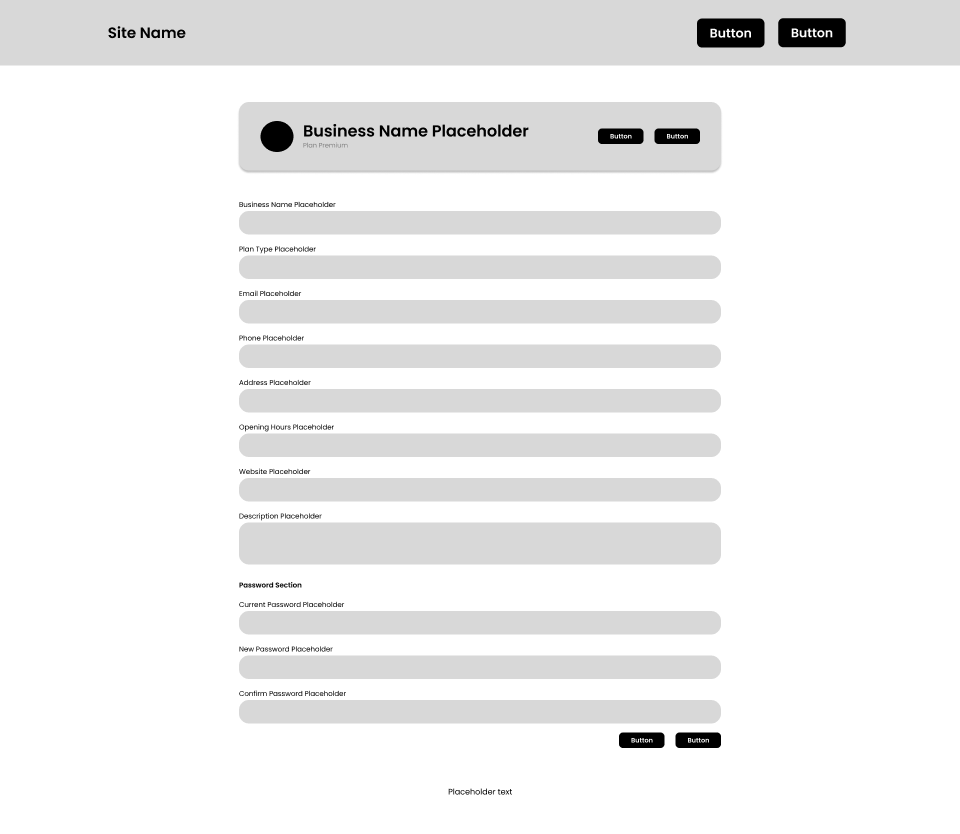 Site Name
Button
Button
Business Name Placeholder
Plan Premium
Button
Button
Business Name Placeholder
Plan Type Placeholder
Email Placeholder
Phone Placeholder
Address Placeholder
Opening Hours Placeholder
Website Placeholder
Description Placeholder
Password Section
Current Password Placeholder
New Password Placeholder
Confirm Password Placeholder
Button
Button
Placeholder text